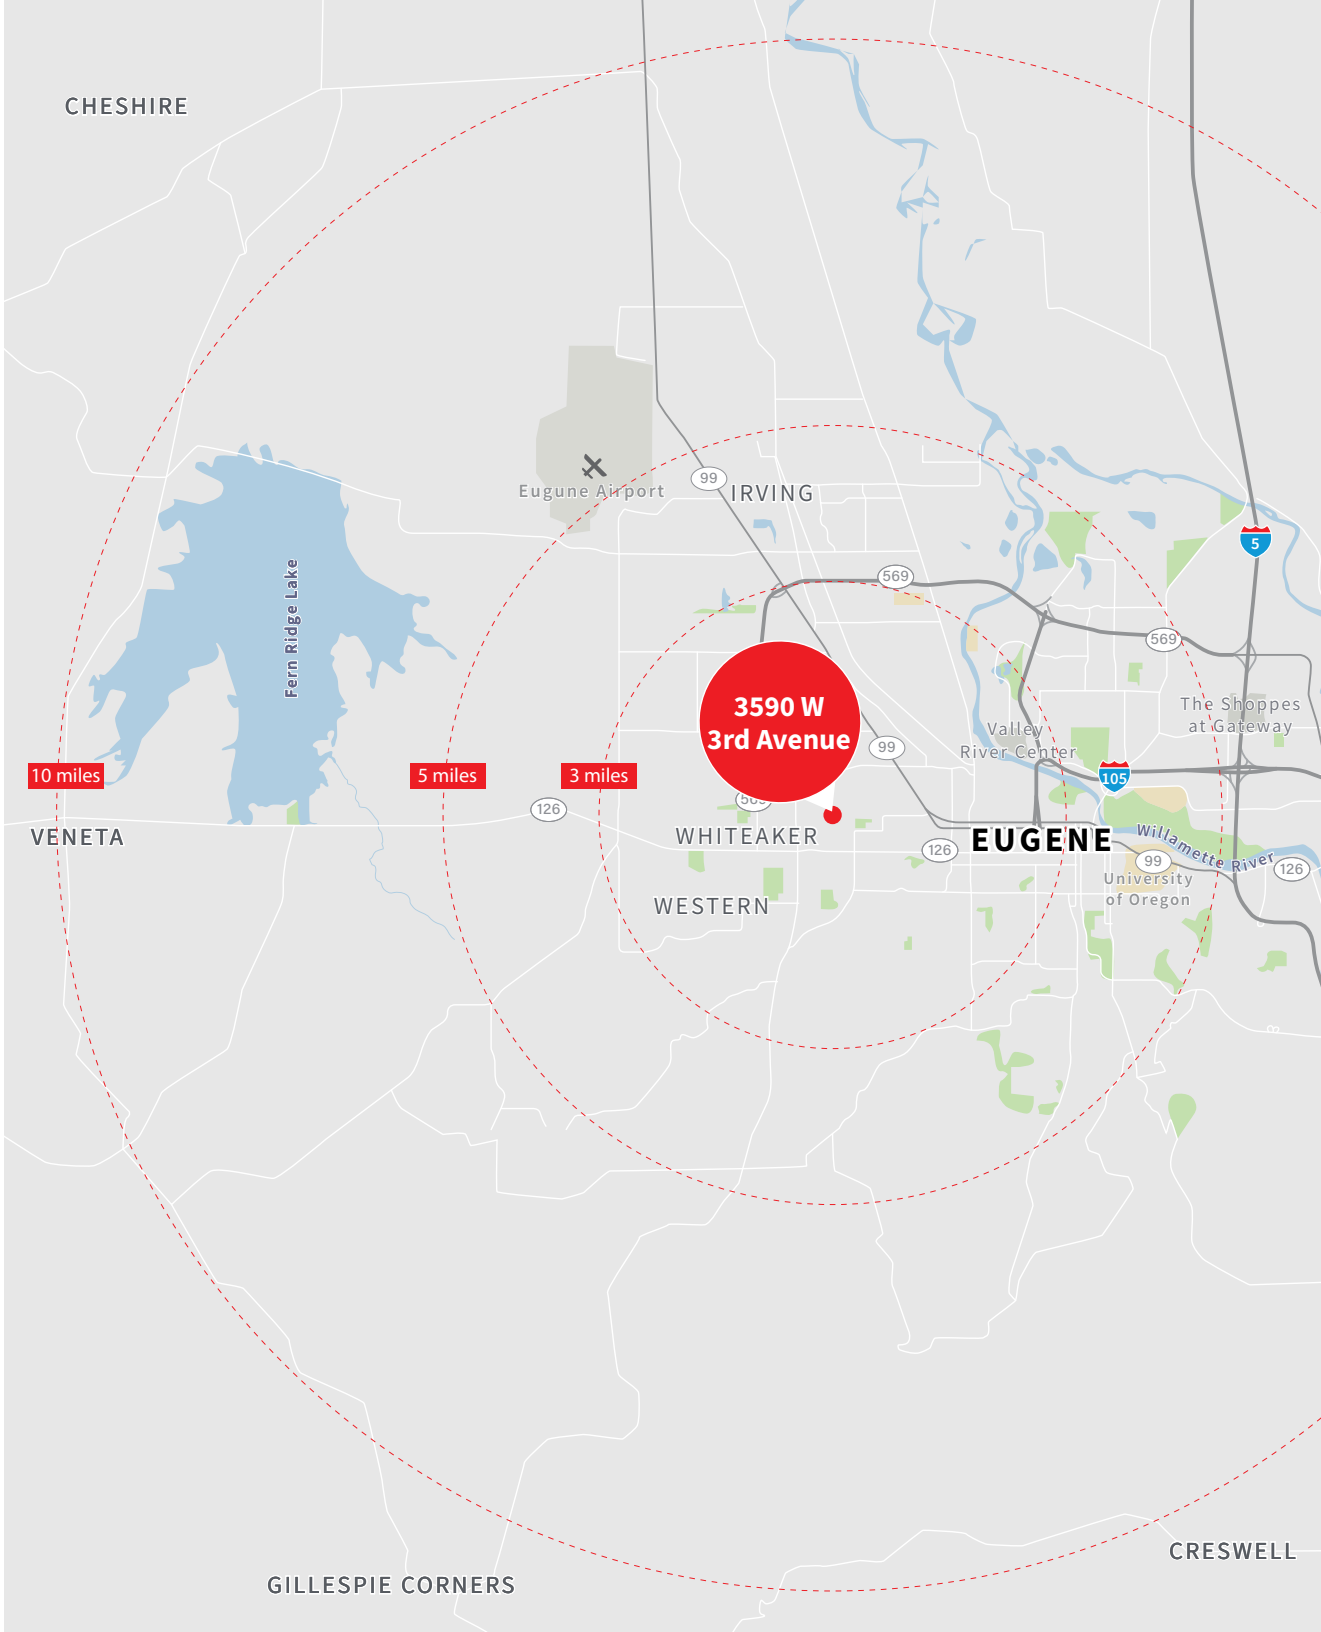 CHESHIRE
99
Eugune Airport
IRVING
5
569
Fern Ridge Lake
569
3590 W
3rd Avenue
The Shoppes
at Gateway
Valley
River Center
99
10 miles
5 miles
3 miles
105
126
VENETA
WHITEAKER
EUGENE
Willamette River
126
99
126
University
of Oregon
WESTERN
CRESWELL
GILLESPIE CORNERS